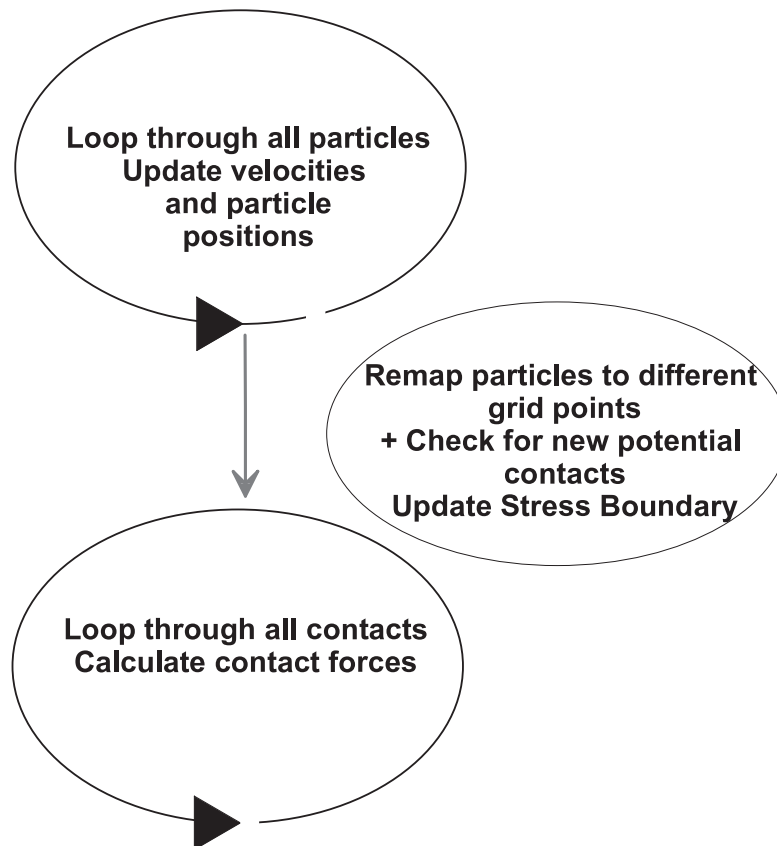 Loop through all particles
Update velocities
and particle
positions
Remap particles to different
grid points
+ Check for new potential
contacts
Update Stress Boundary
Loop through all contacts
Calculate contact forces